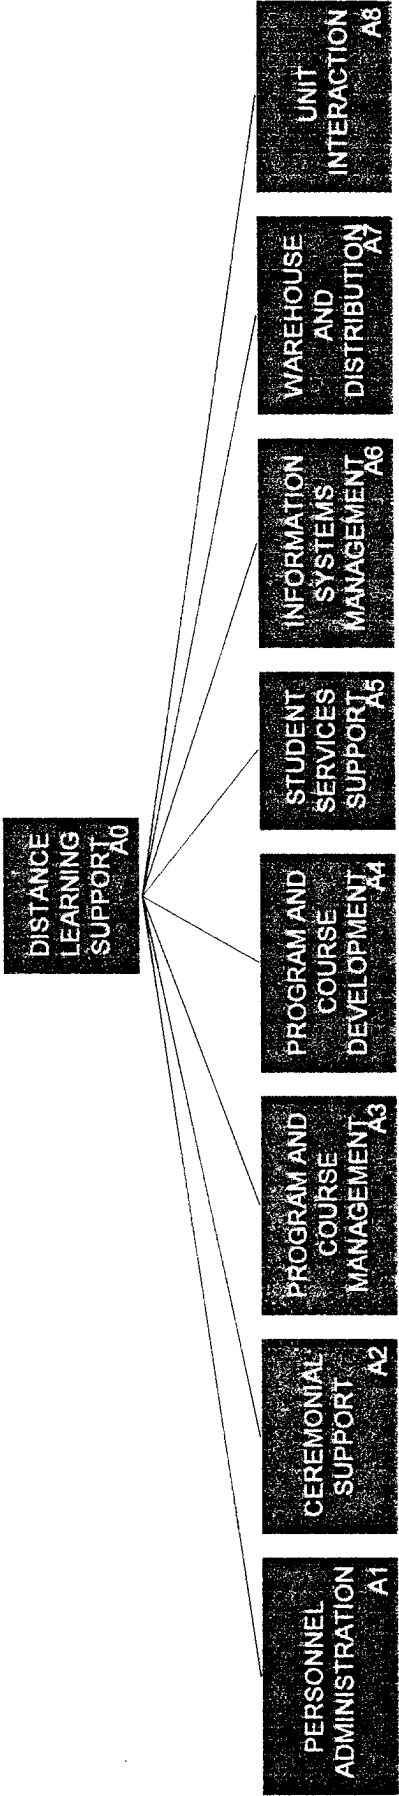 DISTANCE
LEARNING
SUPPORT
A0
PERSONNEL
ADMINISTRATION
A1
CEREMONIAL
SUPPORT
A2
PROGRAM AND
COURSE
MANAGEMENT
A3
PROGRAM AND
COURSE
DEVELOPMENT
A4
STUDENT
SERVICES
SUPPORT
A5
INFORMATION
SYSTEMS
MANAGEMENT
A6
WAREHOUSE
AND
DISTRIBUTION
A7
UNIT
INTERACTION
A8